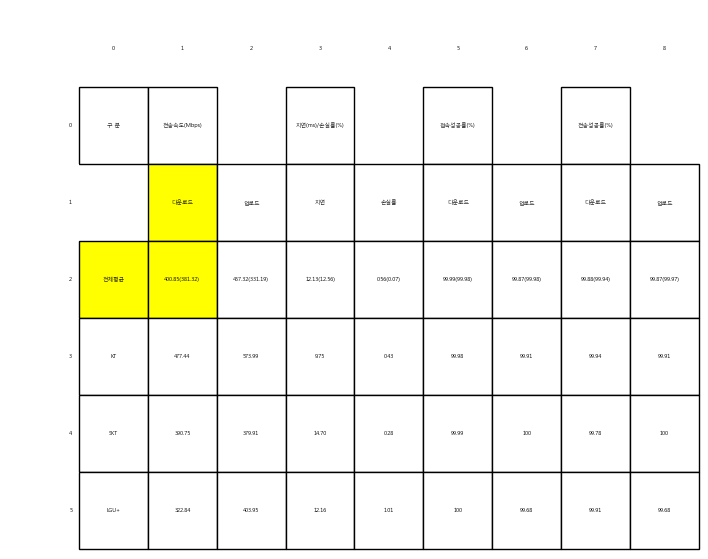 0 1 2 3 4 5 6 7 8
0 구 분 전송속도(Mbps) 지연(ms)/손실률(%) 접속성공률(%) 전송성공률(%)
1 다운로드 업로드 지연 손실률 다운로드 업로드 다운로드 업로드
2 전체평균 400.85(381.32) 457.32(331.19) 12.13(12.56) 0.56(0.07) 99.99(99.98) 99.87(99.98) 99.88(99.94) 99.87(99.97)
3 KT 477.44 573.99 9.75 0.43 99.98 99.91 99.94 99.91
4 SKT 390.75 379.91 14.70 0.28 99.99 100 99.78 100
5 LGU+ 322.84 403.95 12.16 1.01 100 99.68 99.91 99.68